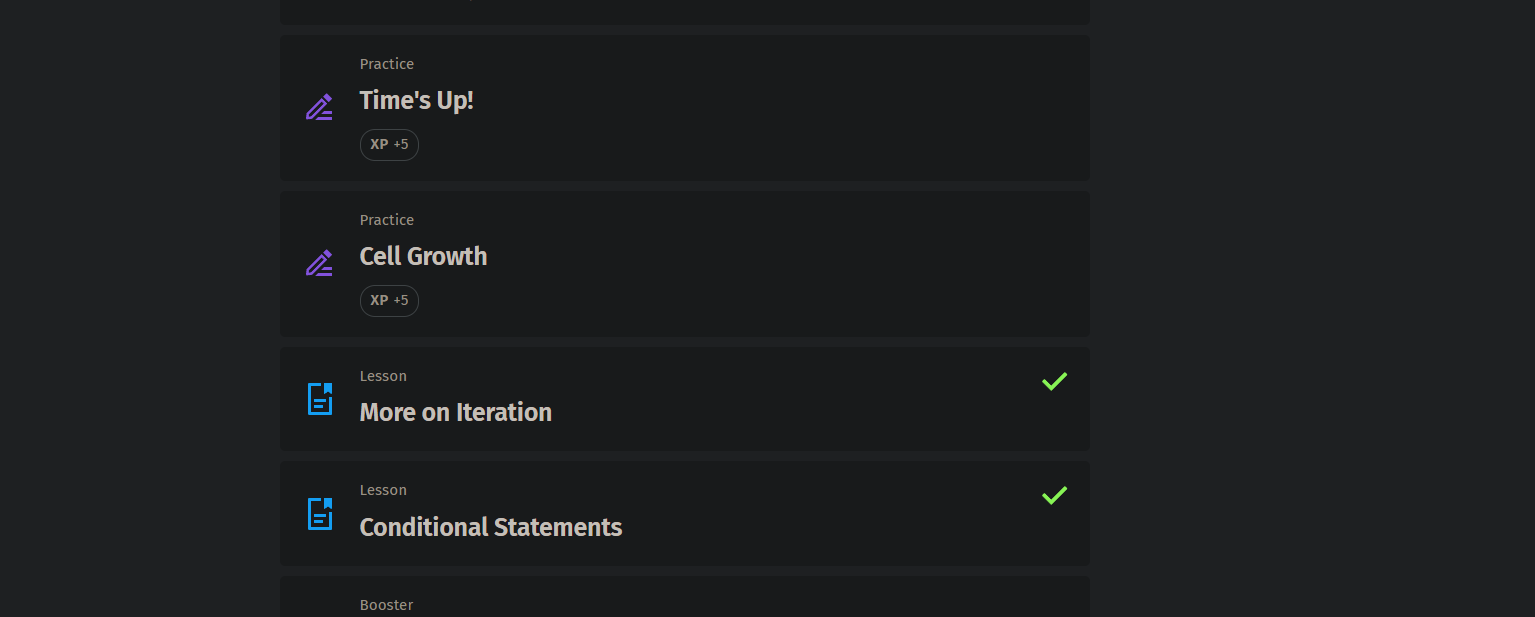 Practice
Time's Up!
XP +5
Practice
Cell Growth
XP +5
Lesson
More on Iteration
Lesson
Conditional Statements
Booster